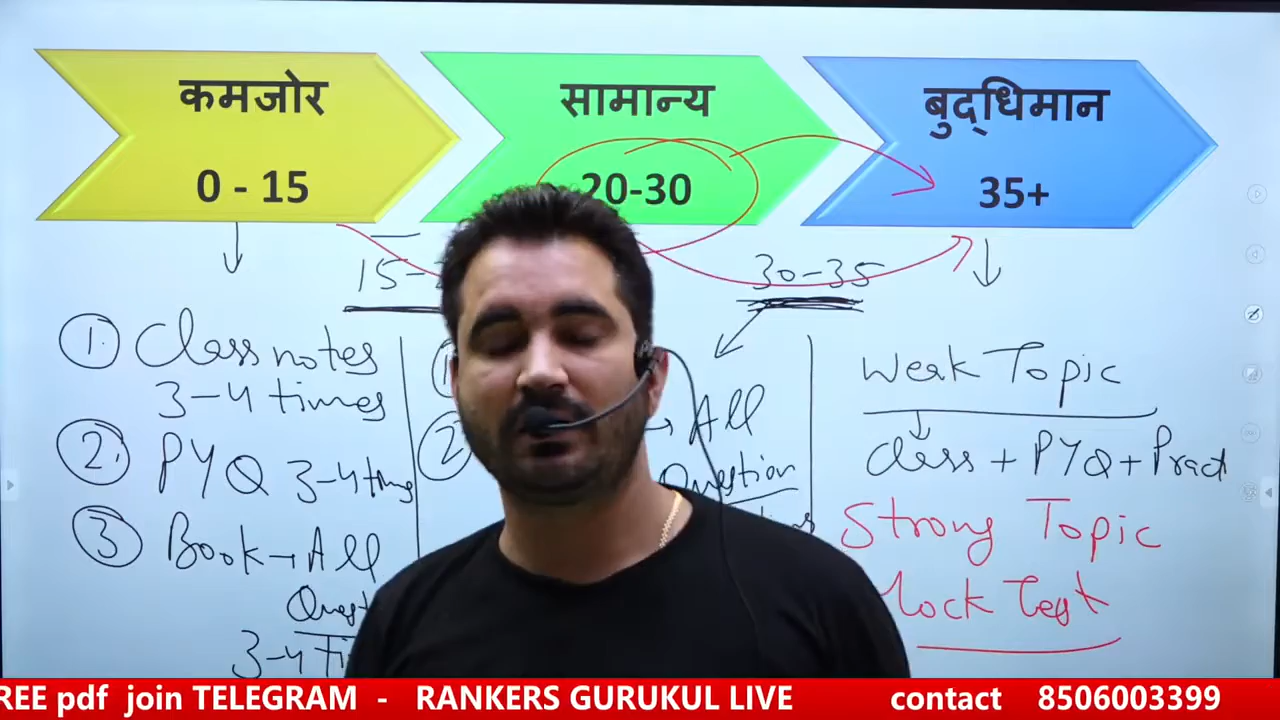 कमजोर
0 - 15
सामान्य
20-30
बुद्धिमान
35+
15-
30-35
① Class notes
3-4 times
② PYQ 3-4 times
③ Book → All
3-4
→ All
Question
Weak Topic
class + PYQ + Pract
Strong Topic
Mock Test
REE pdf join TELEGRAM - RANKERS GURUKUL LIVE contact 8506003399